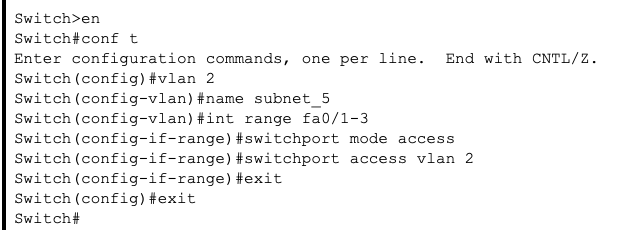 Switch>en
Switch#conf t
Enter configuration commands, one per line.  End with CNTL/Z.
Switch(config)#vlan 2
Switch(config-vlan)#name subnet_5
Switch(config-vlan)#int range fa0/1-3
Switch(config-if-range)#switchport mode access
Switch(config-if-range)#switchport access vlan 2
Switch(config-if-range)#exit
Switch(config)#exit
Switch#